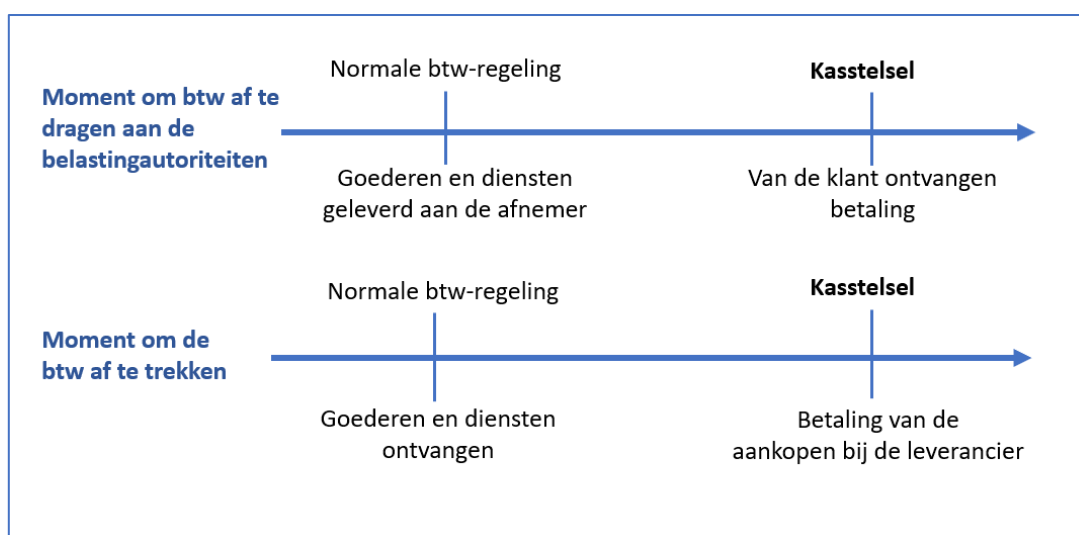 Normale btw-regeling
Kasstelsel
Moment om btw af te
dragen aan de
belastingautoriteiten
Goederen en diensten
geleverd aan de afnemer
Van de klant ontvangen
betaling
Normale btw-regeling
Kasstelsel
Moment om de
btw af te trekken
Goederen en diensten
ontvangen
Betaling van de
aankopen bij de leverancier